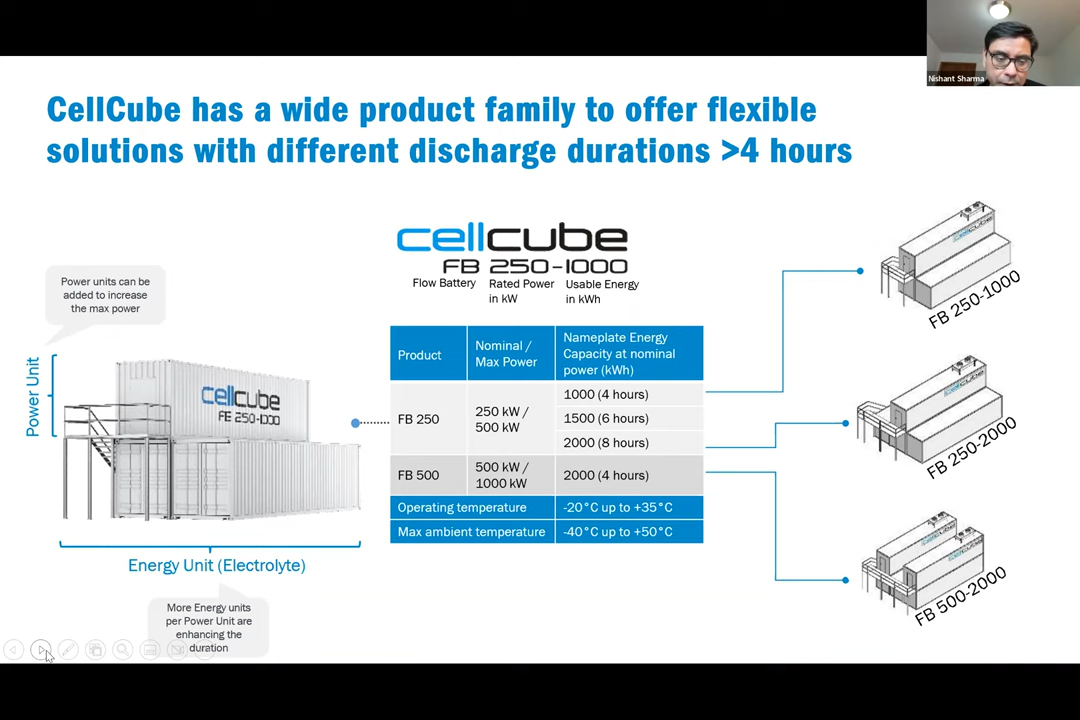 Nishant Sharma
CellCube has a wide product family to offer flexible
solutions with different discharge durations >4 hours
cellcube
FB 250-1000
Flow Battery
Rated Power
in kW
Usable Energy
in kWh
Power units can be
added to increase
the max power
Power Unit
cellcube
FB 250-1000
Energy Unit (Electrolyte)
More Energy units
per Power Unit are
enhancing the
duration
Product
Nominal /
Max Power
Nameplate Energy
Capacity at nominal
power (kWh)
FB 250
250 kW /
500 kW
1000 (4 hours)
1500 (6 hours)
2000 (8 hours)
FB 500
500 kW /
1000 kW
2000 (4 hours)
Operating temperature
-20°C up to +35°C
Max ambient temperature
-40°C up to +50°C
cellcube
FB 250-1000
cellcube
FB 250-2000
cellcube
cellcube
FB 500-2000